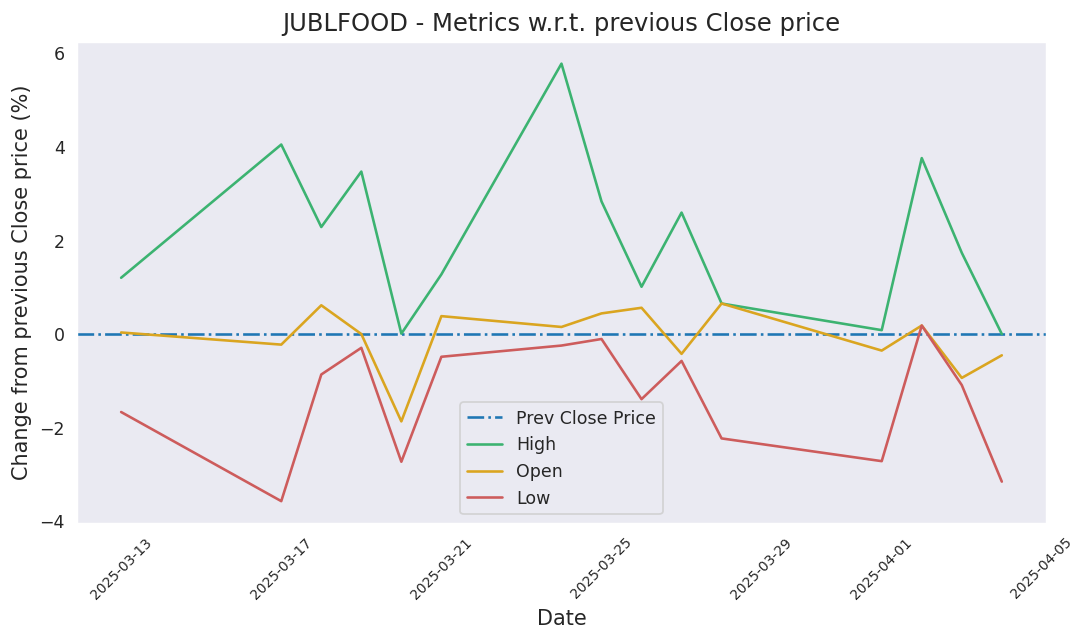 JUBLFOOD - Metrics w.r.t. previous Close price
Change from previous Close price (%)
6
4
2
0
−2
−4
Prev Close Price
High
Open
Low
2025-03-13
2025-03-17
2025-03-21
2025-03-25
2025-03-29
2025-04-01
2025-04-05
Date